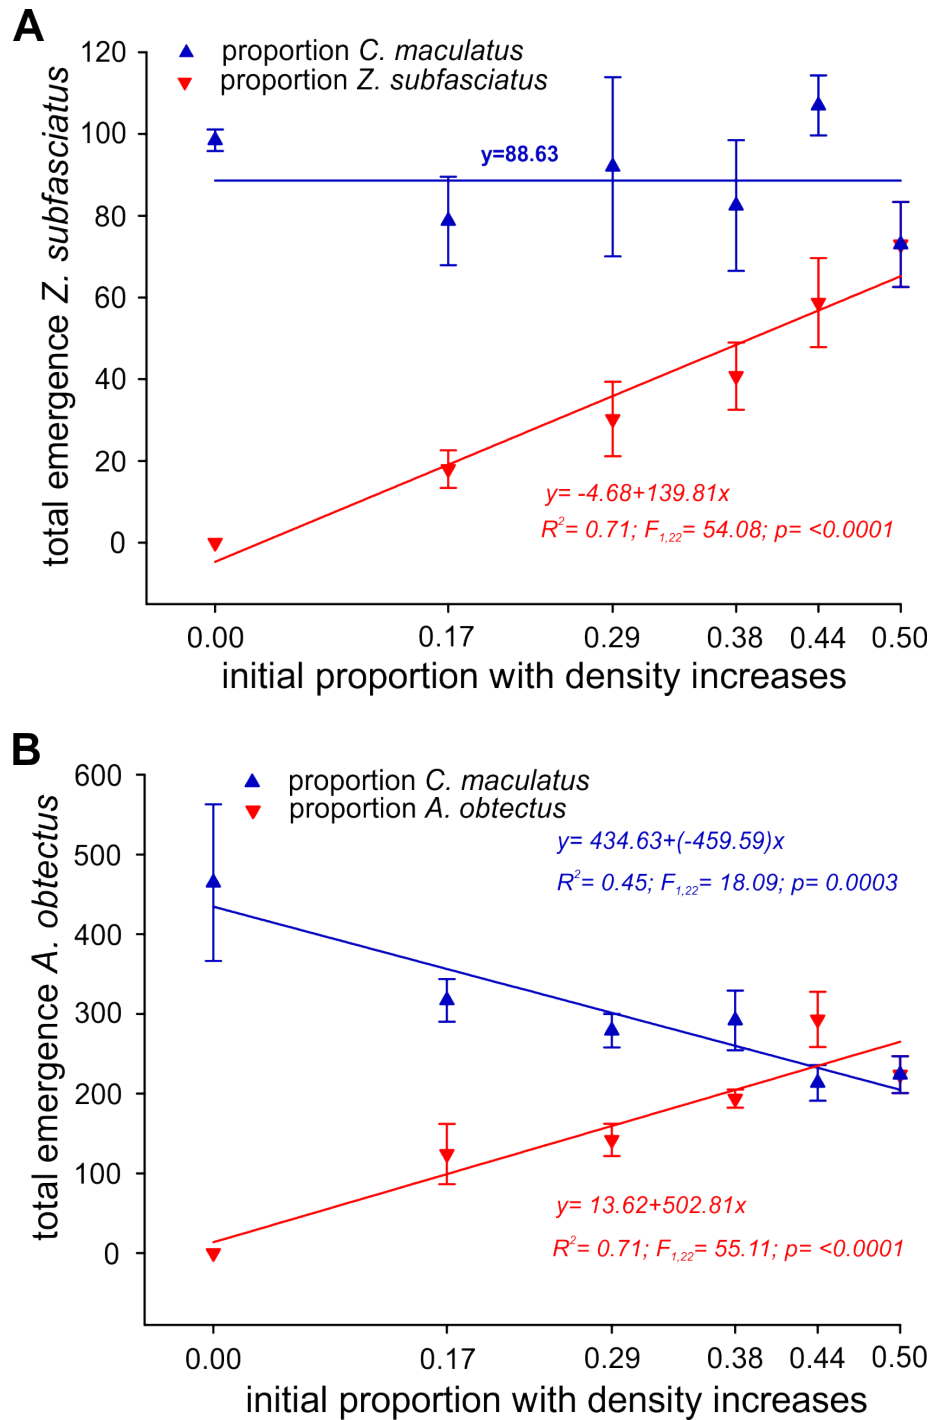 A
total emergence Z. subfasciatus
120
100
80
60
40
20
0
proportion C. maculatus
proportion Z. subfasciatus
y=88.63
y= -4.68+139.81x
R²= 0.71; F₁,₂₂= 54.08; p= <0.0001
0.00 0.17 0.29 0.38 0.44 0.50
initial proportion with density increases
B
total emergence A. obtectus
600
500
400
300
200
100
0
proportion C. maculatus
proportion A. obtectus
y= 434.63+(-459.59)x
R²= 0.45; F₁,₂₂= 18.09; p= 0.0003
y= 13.62+502.81x
R²= 0.71; F₁,₂₂= 55.11; p= <0.0001
0.00 0.17 0.29 0.38 0.44 0.50
initial proportion with density increases